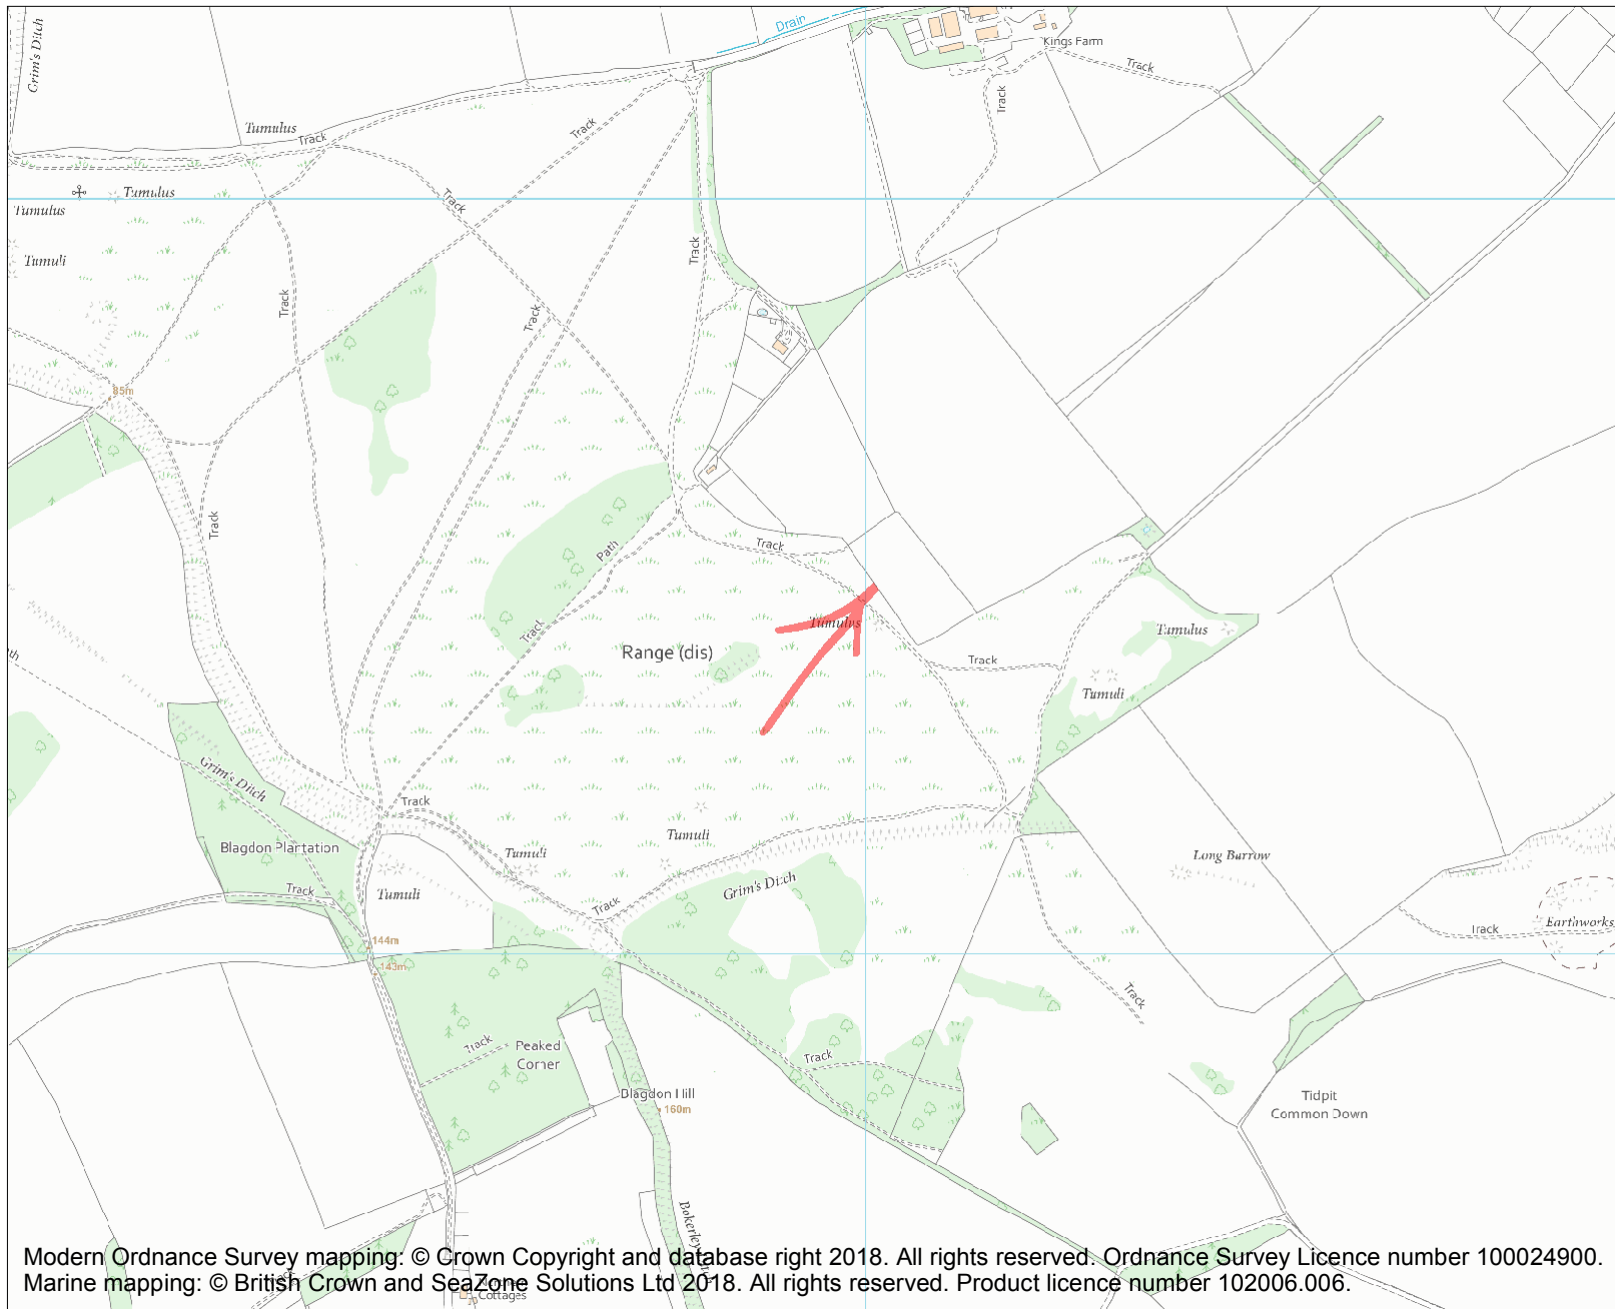 Drain
Kings Farm
Grim's Ditch
Track
Track
Tumulus
Track
Track
Tumulus
Tumulus
Track
Track
Tumuli
Track
Track
85m
Track
Track
Path
Tumulus
Tumulus
Track
Range (dis)
Track
Tumuli
Grim's Ditch
Track
Tumuli
Blagdon Plantation
Tumuli
Long Barrow
Track
Tumuli
Grim's Ditch
Track
Earthworks
Track
144m
143m
Track
Track
Peaked
Corner
Track
Blagdon Hill
160m
Tidpit
Common Down
Modern Ordnance Survey mapping: © Crown Copyright and database right 2018. All rights reserved. Ordnance Survey Licence number 100024900.
Marine mapping: © British Crown and SeaZone Solutions Ltd 2018. All rights reserved. Product licence number 102006.006.
Cottages